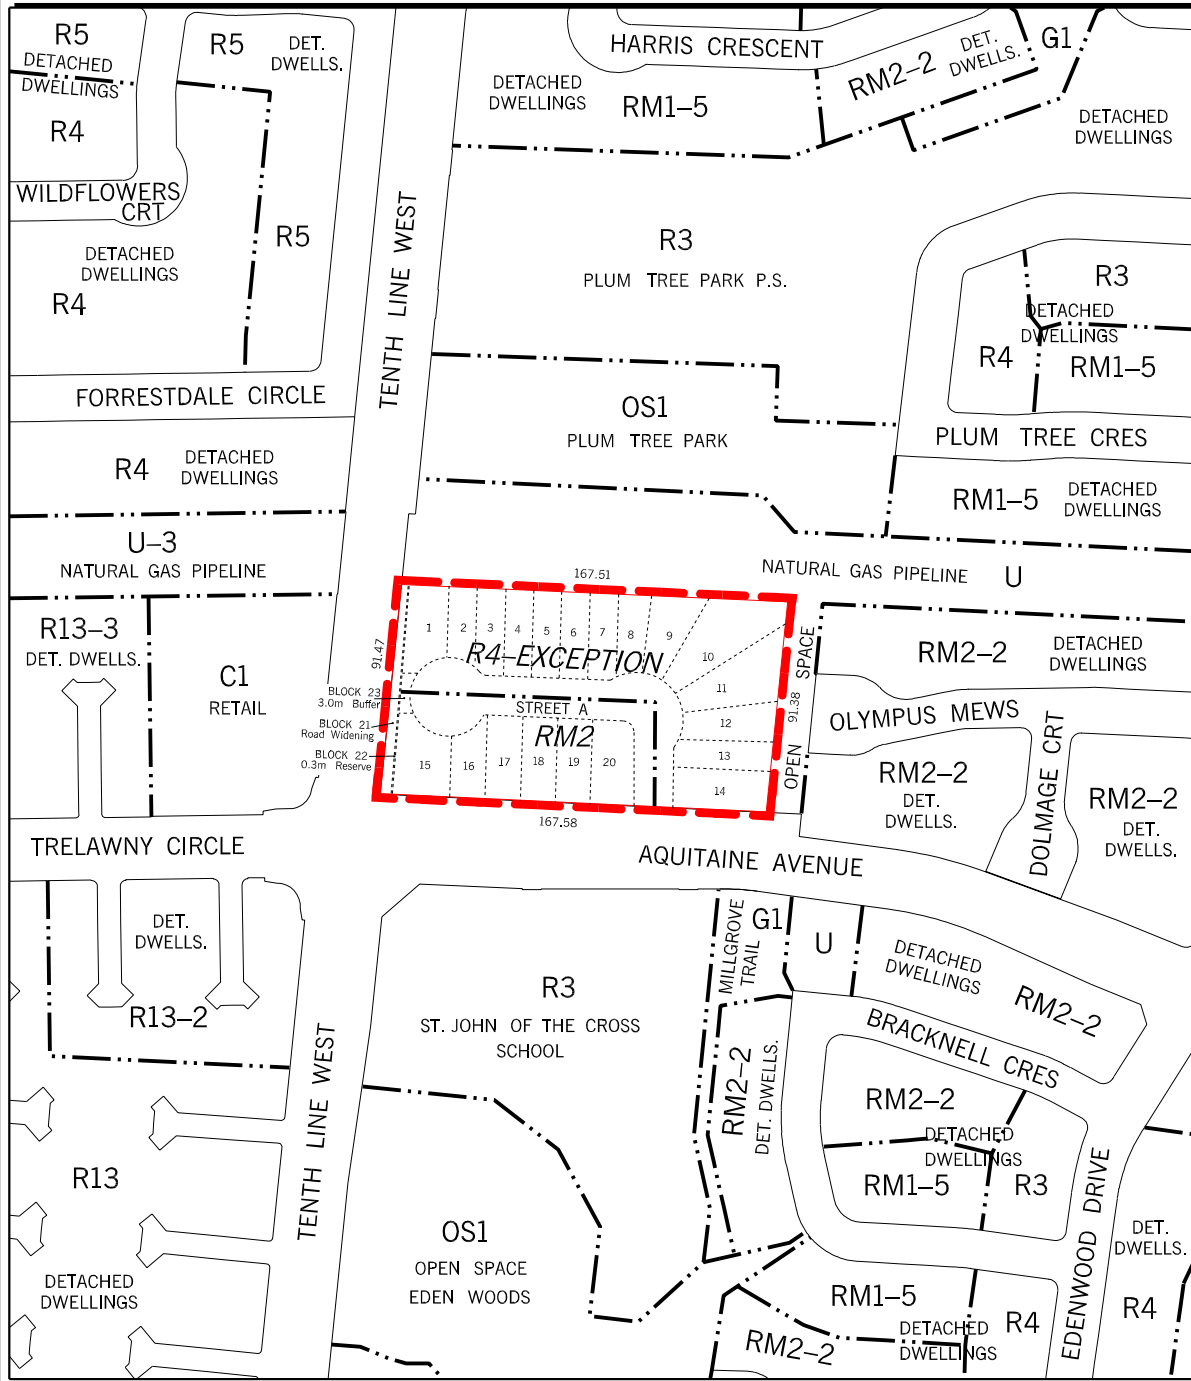 R5
DETACHED
DWELLINGS
R4
WILDFLOWERS
CRT
DETACHED
DWELLINGS
R4
R5
DET.
DWELLS.
R5
FORRESTDALE CIRCLE
R4
DETACHED
DWELLINGS
U-3
NATURAL GAS PIPELINE
R13-3
DET. DWELLS.
C1
RETAIL
TRELAWNY CIRCLE
DET.
DWELLS.
R13-2
R13
DETACHED
DWELLINGS
TENTH LINE WEST
TENTH LINE WEST
HARRIS CRESCENT
DETACHED
DWELLINGS
RM1-5
RM2-2
DET.
DWELLS.
G1
DETACHED
DWELLINGS
R3
PLUM TREE PARK P.S.
R3
DETACHED
DWELLINGS
R4
RM1-5
OS1
PLUM TREE PARK
PLUM TREE CRES
RM1-5
DETACHED
DWELLINGS
NATURAL GAS PIPELINE
U
167.51
91.47
1
2
3
4
5
6
7
8
9
10
11
12
13
14
R4-EXCEPTION
STREET A
RM2
15
16
17
18
19
20
BLOCK 23
3.0m Buffer
BLOCK 21
Road Widening
BLOCK 22
0.3m Reserve
91.38
167.58
OPEN SPACE
RM2-2
DETACHED
DWELLINGS
OLYMPUS MEWS
RM2-2
DET.
DWELLS.
DOLMAGE CRT
RM2-2
DET.
DWELLS.
AQUITAINE AVENUE
R3
ST. JOHN OF THE CROSS
SCHOOL
MILLGROVE
TRAIL
G1
U
DETACHED
DWELLINGS
RM2-2
BRACKNELL CRES
RM2-2
DET. DWELLS.
RM2-2
DETACHED
DWELLINGS
RM1-5
R3
EDENWOOD DRIVE
DET.
DWELLS.
OS1
OPEN SPACE
EDEN WOODS
RM1-5
DETACHED
DWELLINGS
RM2-2
R4
R4